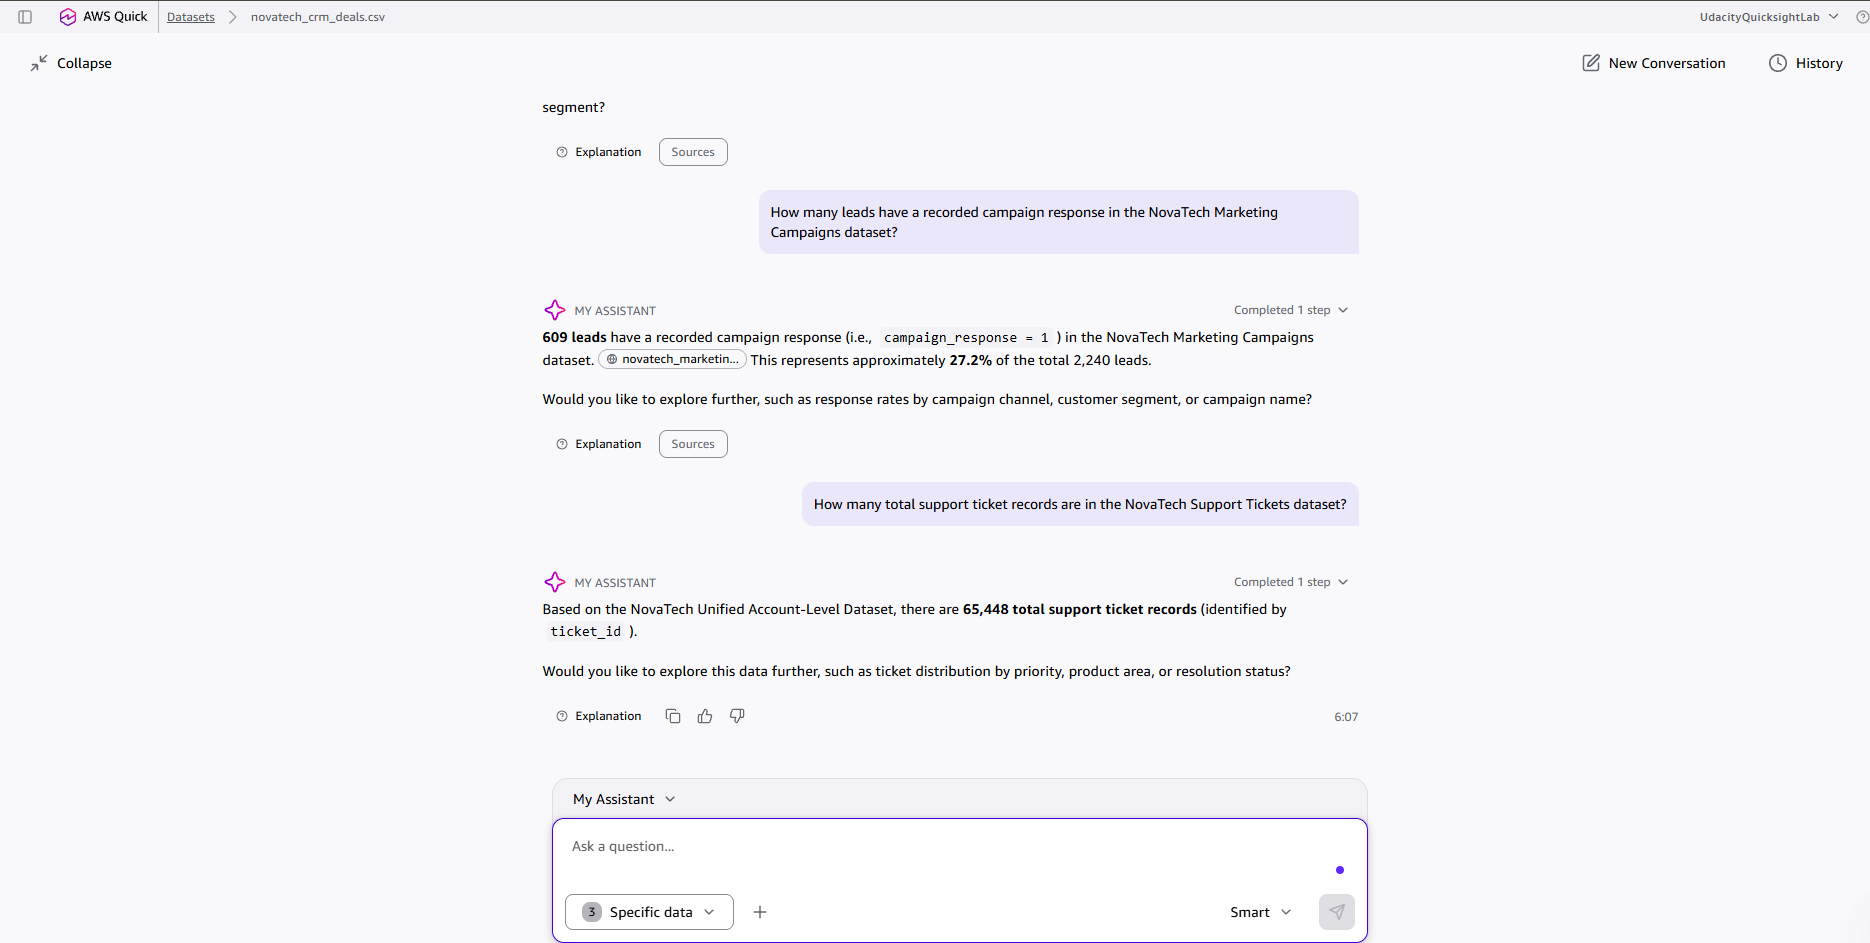 AWS Quick
Datasets
novatech_crm_deals.csv
UdacityQuicksightLab
Collapse
New Conversation
History
segment?
Explanation
Sources
How many leads have a recorded campaign response in the NovaTech Marketing
Campaigns dataset?
MY ASSISTANT
Completed 1 step
609 leads have a recorded campaign response (i.e., campaign_response = 1 ) in the NovaTech Marketing Campaigns
dataset. novatech_marketin... This represents approximately 27.2% of the total 2,240 leads.
Would you like to explore further, such as response rates by campaign channel, customer segment, or campaign name?
Explanation
Sources
How many total support ticket records are in the NovaTech Support Tickets dataset?
MY ASSISTANT
Completed 1 step
Based on the NovaTech Unified Account-Level Dataset, there are 65,448 total support ticket records (identified by
ticket_id ).
Would you like to explore this data further, such as ticket distribution by priority, product area, or resolution status?
Explanation
6:07
My Assistant
Ask a question...
3 Specific data
Smart